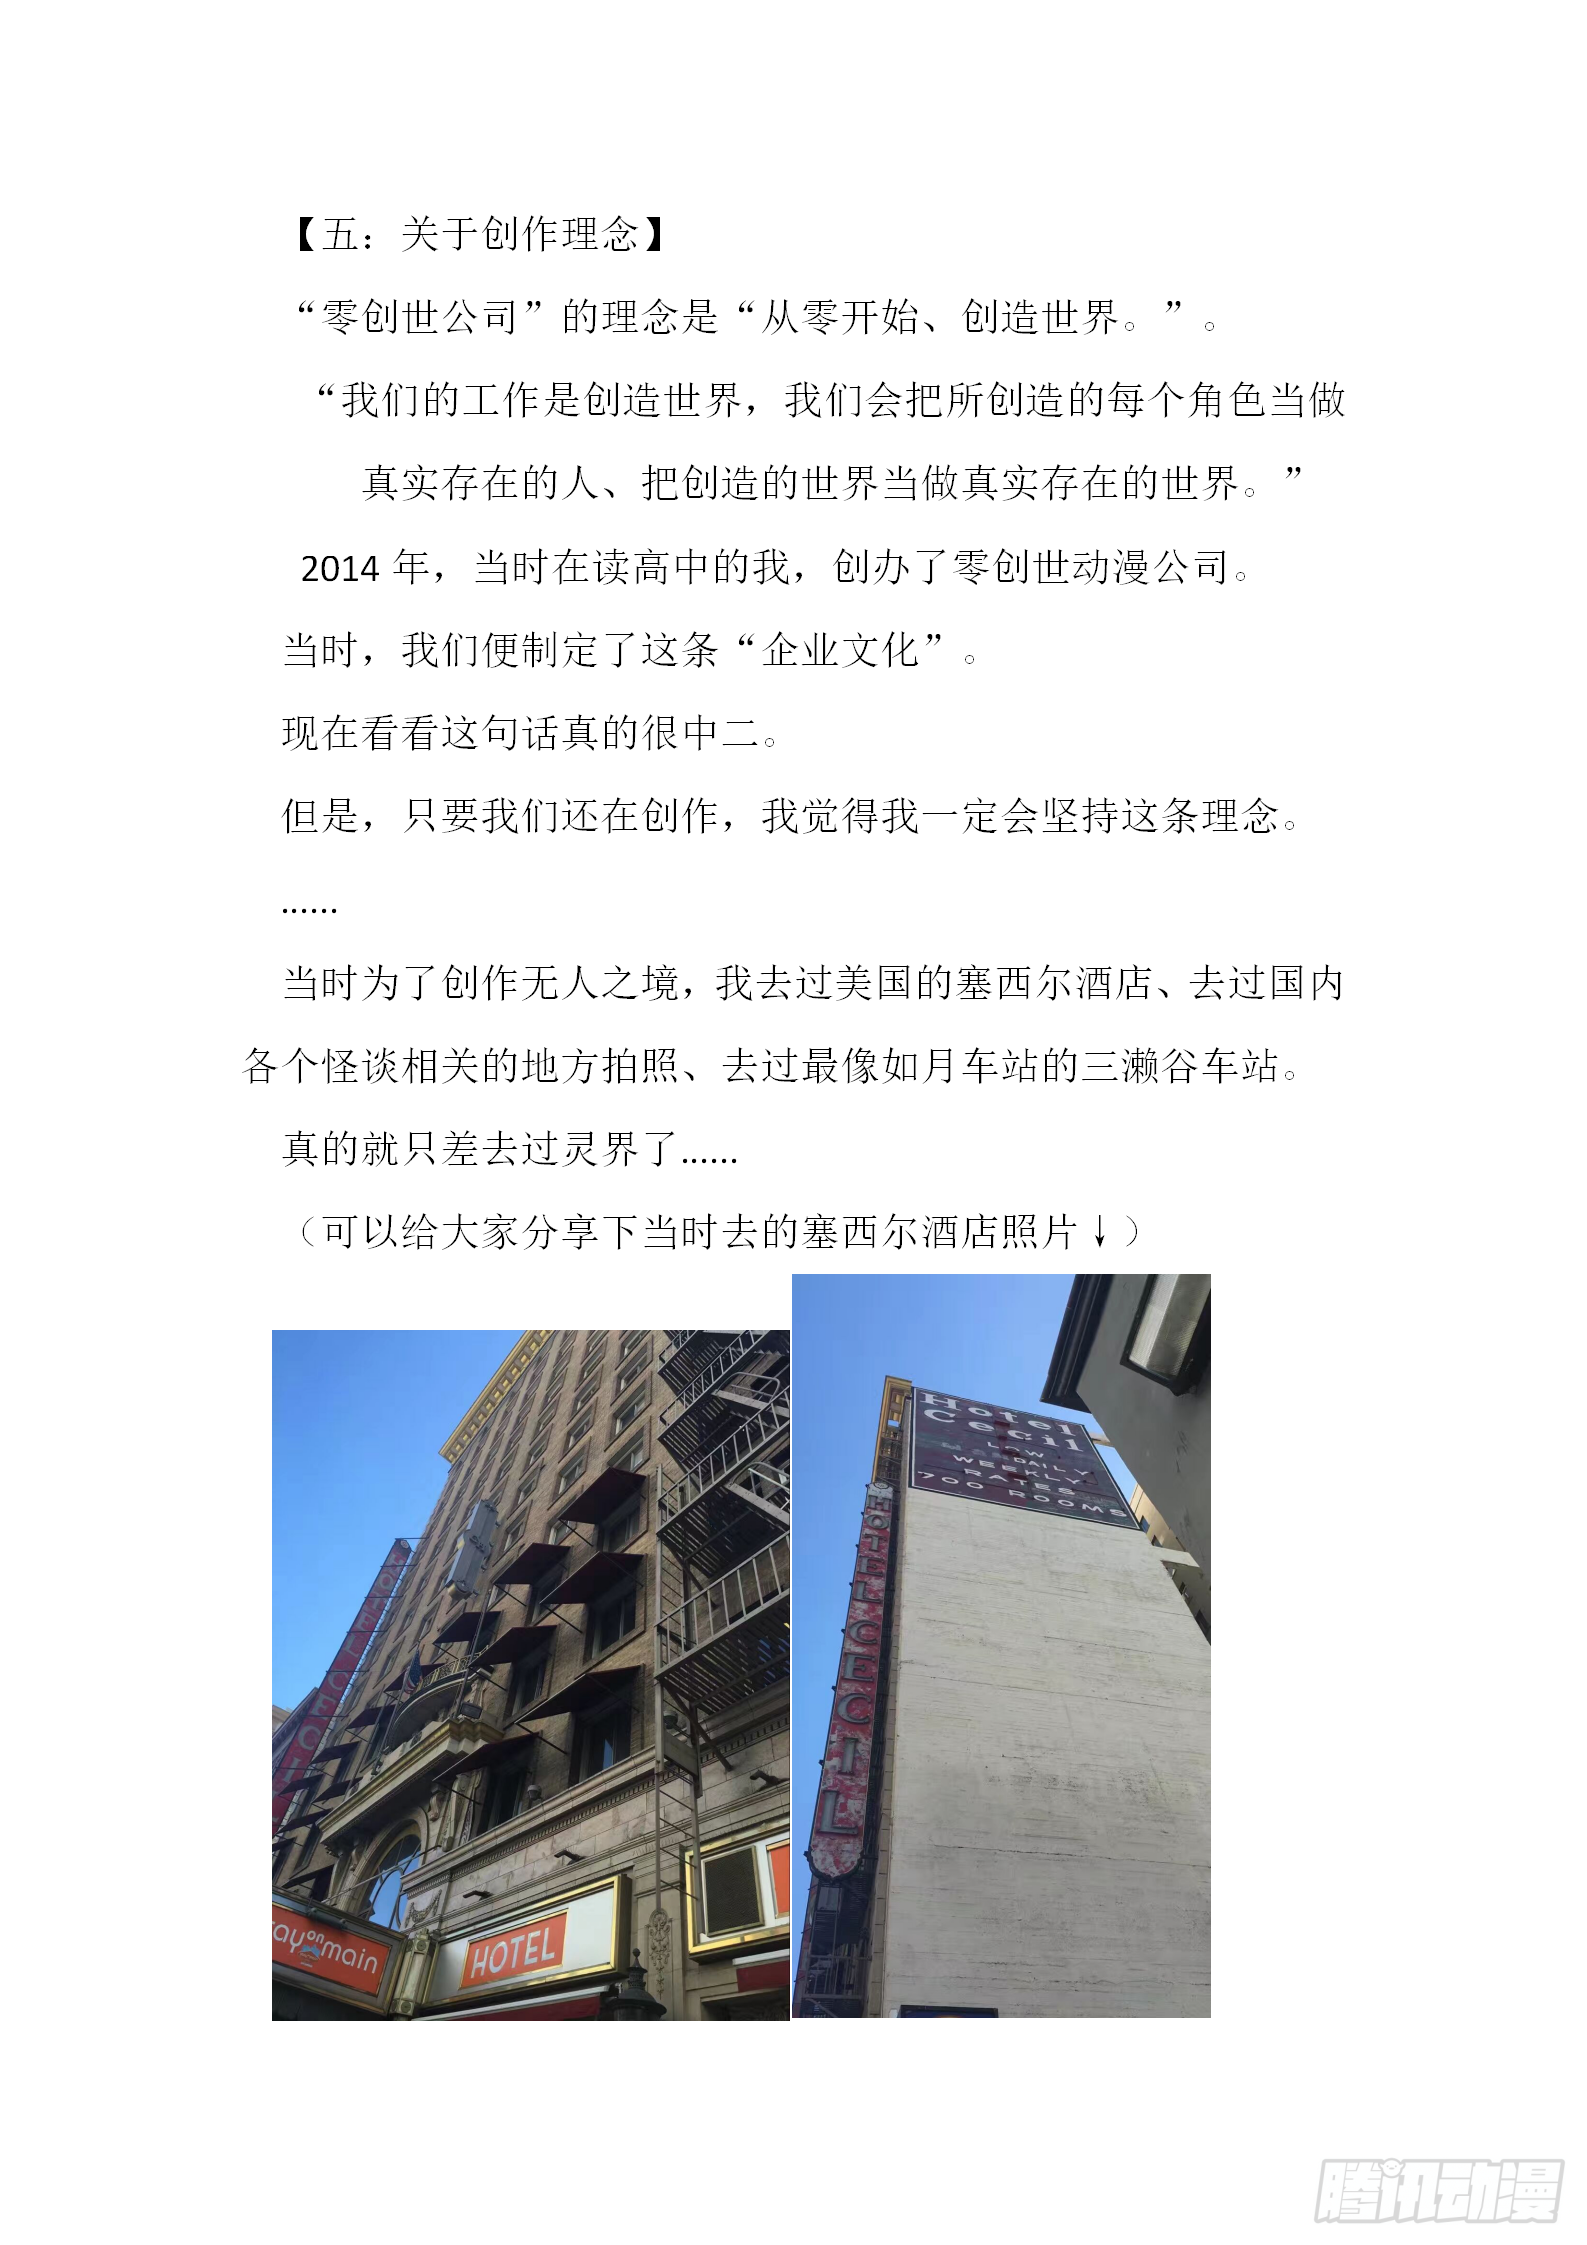 【五：关于创作理念】
“零创世公司”的理念是“从零开始、创造世界。”。
“我们的工作是创造世界，我们会把所创造的每个角色当做
真实存在的人、把创造的世界当做真实存在的世界。”
2014 年，当时在读高中的我，创办了零创世动漫公司。
当时，我们便制定了这条“企业文化”。
现在看看这句话真的很中二。
但是，只要我们还在创作，我觉得我一定会坚持这条理念。
......
当时为了创作无人之境，我去过美国的塞西尔酒店、去过国内
各个怪谈相关的地方拍照、去过最像如月车站的三濑谷车站。
真的就只差去过灵界了......
（可以给大家分享下当时去的塞西尔酒店照片↓）
HOTEL CECIL
tay on main
HOTEL
Hotel
Cecil
LOW
DAILY
WEEKLY
RATES
700 ROOMS
HOTEL CECIL
腾讯动漫